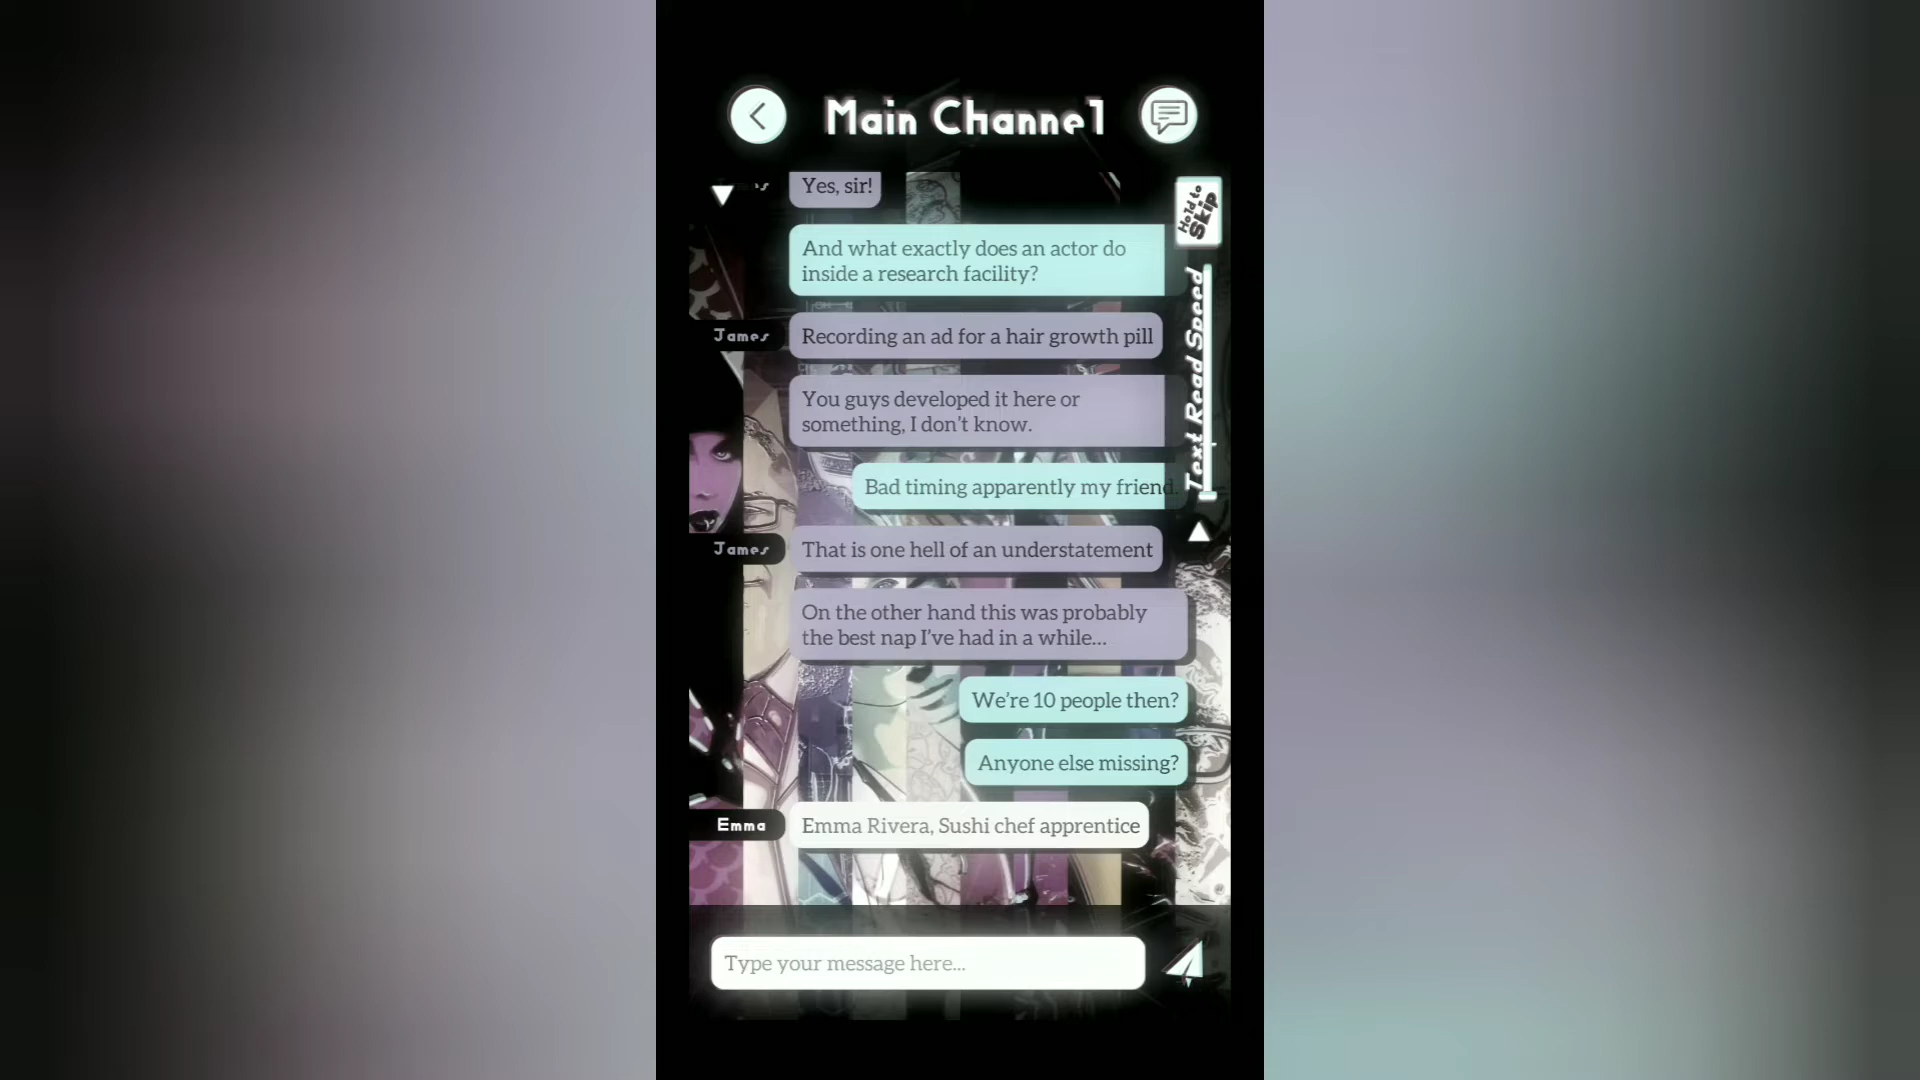 Main Channel
Yes, sir!
Hold to
Skip
And what exactly does an actor do
inside a research facility?
Text Read Speed
James
Recording an ad for a hair growth pill
You guys developed it here or
something, I don't know.
Bad timing apparently my friend.
James
That is one hell of an understatement
On the other hand this was probably
the best nap I've had in a while...
We're 10 people then?
Anyone else missing?
Emma
Emma Rivera, Sushi chef apprentice
Type your message here...